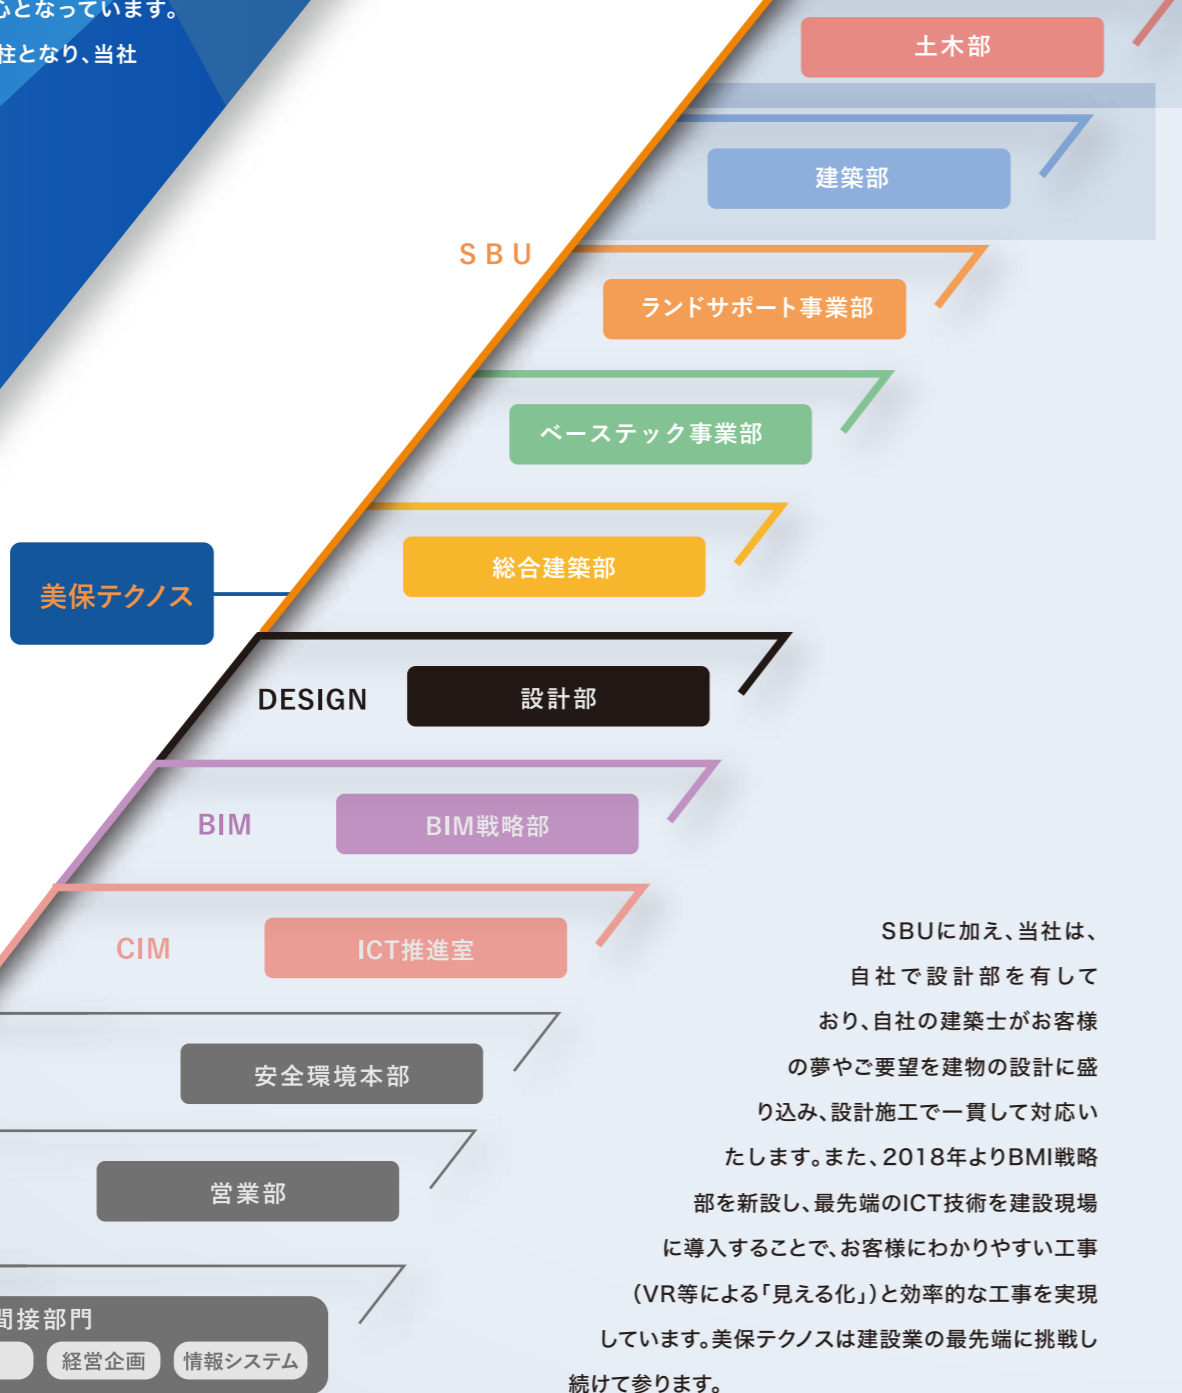 心となっています。
柱となり、当社
土木部
建築部
SBU
ランドサポート事業部
ベーステック事業部
総合建築部
美保テクノス
DESIGN
設計部
BIM
BIM戦略部
CIM
ICT推進室
安全環境本部
営業部
間接部門
経営企画
情報システム
SBUに加え、当社は、
自社で設計部を有して
おり、自社の建築士がお客様
の夢やご要望を建物の設計に盛
り込み、設計施工で一貫して対応い
たします。また、2018年よりBMI戦略
部を新設し、最先端のICT技術を建設現場
に導入することで、お客様にわかりやすい工事
(VR等による「見える化」)と効率的な工事を実現
しています。美保テクノスは建設業の最先端に挑戦し
続けて参ります。